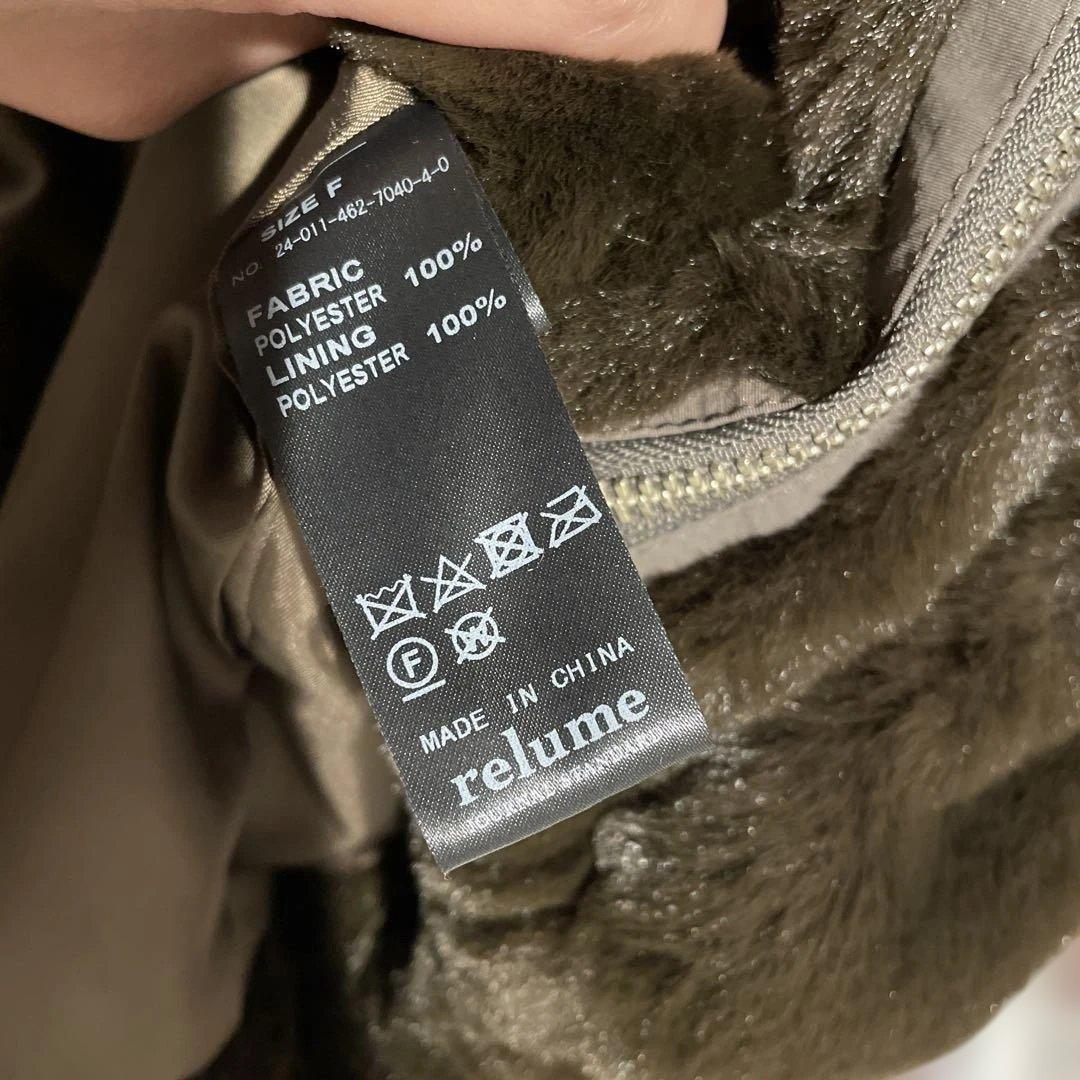 SIZE F
NO. 24-011-462-7040-4-0
FABRIC
POLYESTER 100%
LINING
POLYESTER 100%
F
W
MADE IN CHINA
relume